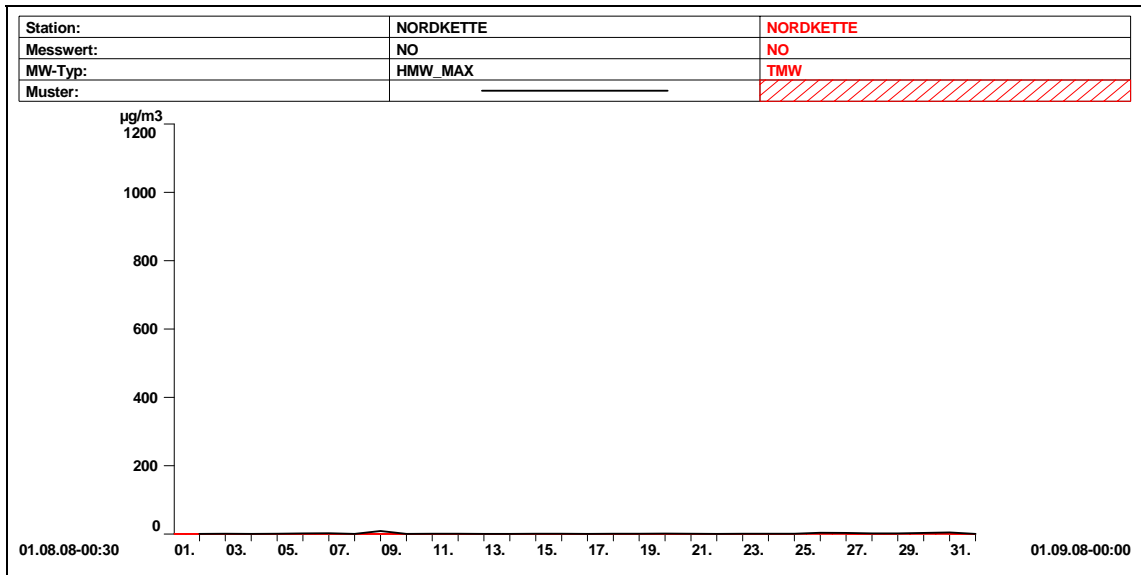 Station: NORDKETTE NORDKETTE
Messwert: NO NO
MW-Typ: HMW_MAX TMW
Muster:
µg/m3
1200
1000
800
600
400
200
0
01.08.08-00:30 01. 03. 05. 07. 09. 11. 13. 15. 17. 19. 21. 23. 25. 27. 29. 31. 01.09.08-00:00